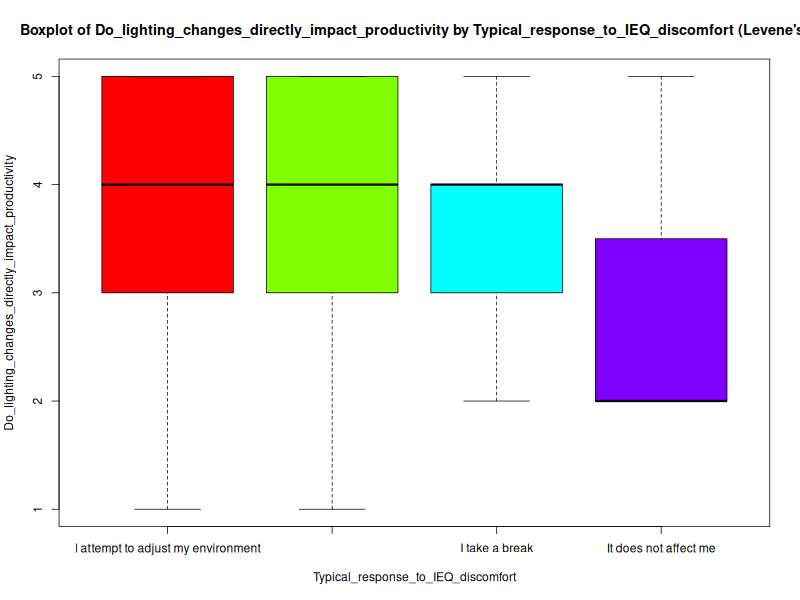 Boxplot of Do_lighting_changes_directly_impact_productivity by Typical_response_to_IEQ_discomfort (Levene's
Do_lighting_changes_directly_impact_productivity
5
4
3
2
1
I attempt to adjust my environment
I take a break
It does not affect me
Typical_response_to_IEQ_discomfort